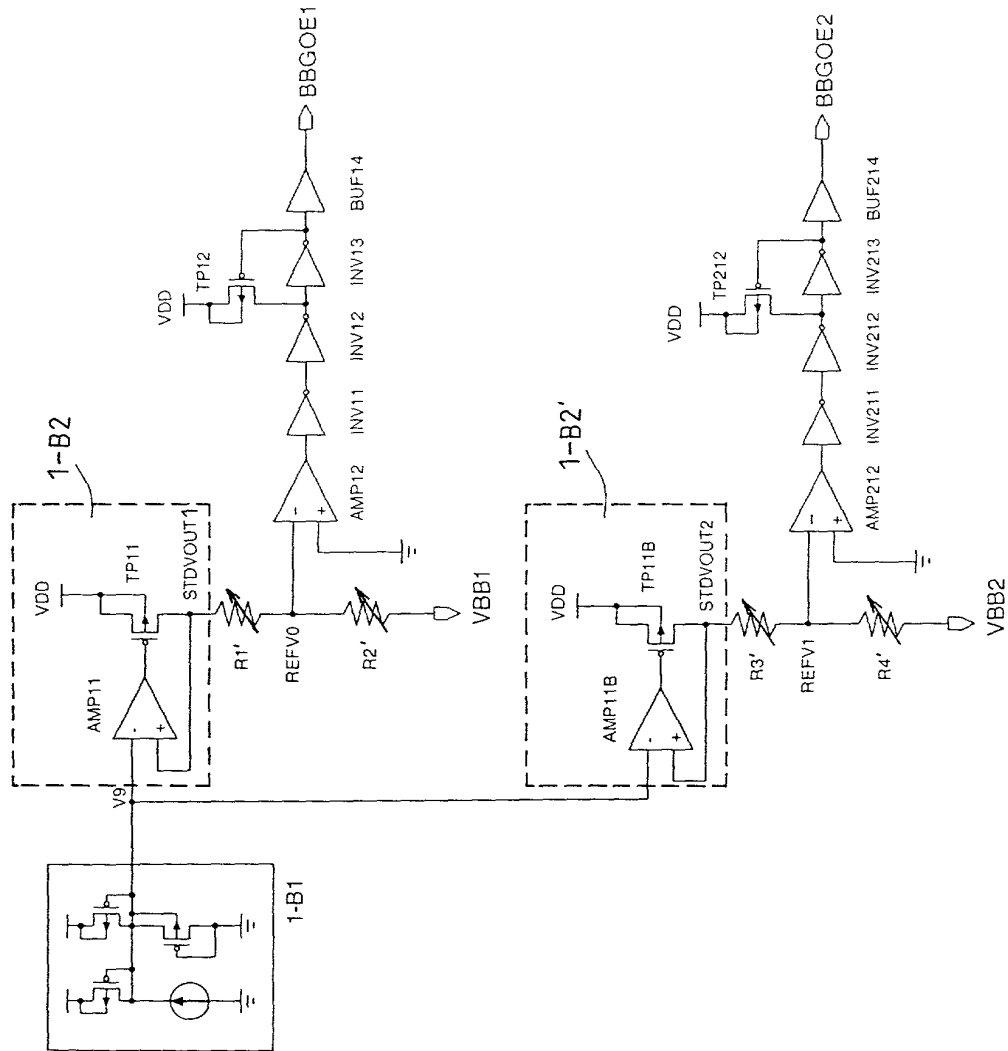 1-B1
V9
1-B2
VDD
AMP11
-
+
TP11
STDVOUT1
R1'
REFV0
R2'
VBB1
-
+
AMP12
INV11
INV12
VDD
TP12
INV13
BUF14
BBGOE1
1-B2'
VDD
AMP11B
-
+
TP11B
STDVOUT2
R3'
REFV1
R4'
VBB2
-
+
AMP212
INV211
INV212
VDD
TP212
INV213
BUF214
BBGOE2